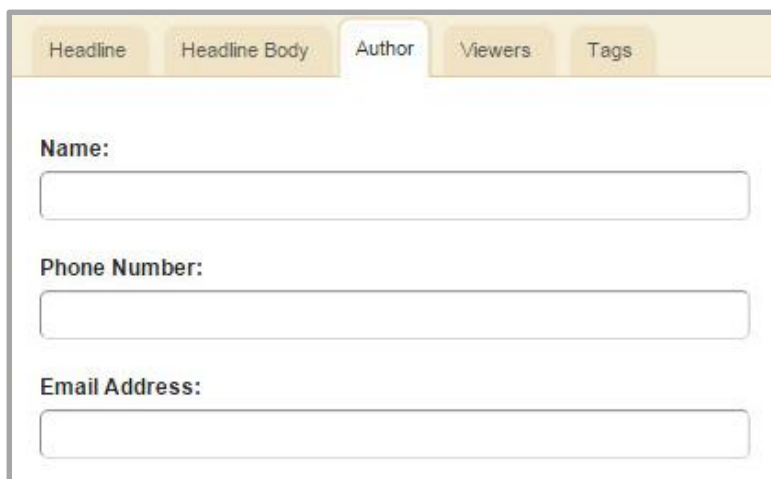 Headline Headline Body Author Viewers Tags
Name:
Phone Number:
Email Address: